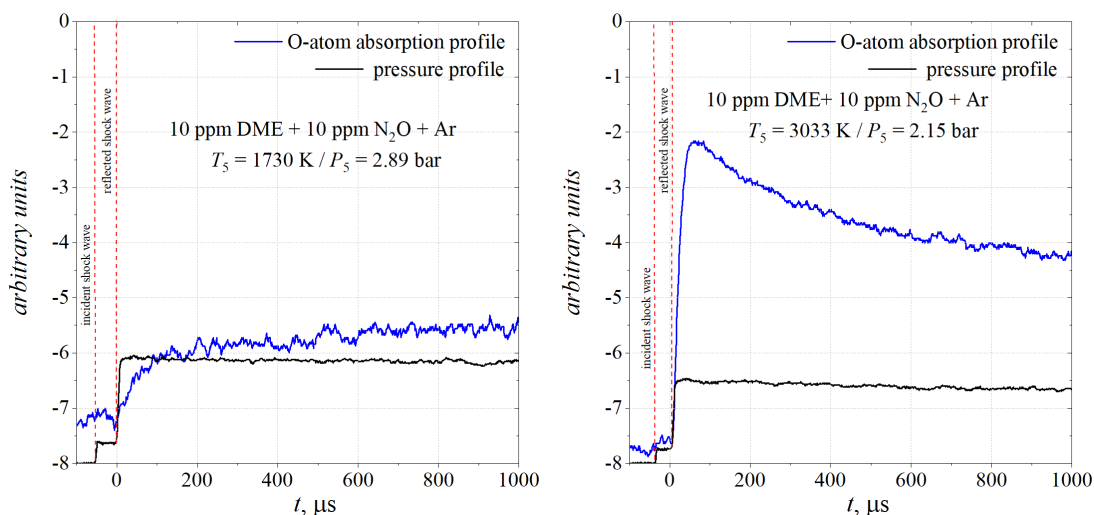 0
-1
-2
-3
-4
-5
-6
-7
-8
arbitrary units
incident shock wave
reflected shock wave
O-atom absorption profile
pressure profile
10 ppm DME + 10 ppm N₂O + Ar
T₅ = 1730 K / P₅ = 2.89 bar
0 200 400 600 800 1000
t, μs
0
-1
-2
-3
-4
-5
-6
-7
-8
arbitrary units
incident shock wave
reflected shock wave
O-atom absorption profile
pressure profile
10 ppm DME+ 10 ppm N₂O + Ar
T₅ = 3033 K / P₅ = 2.15 bar
0 200 400 600 800 1000
t, μs